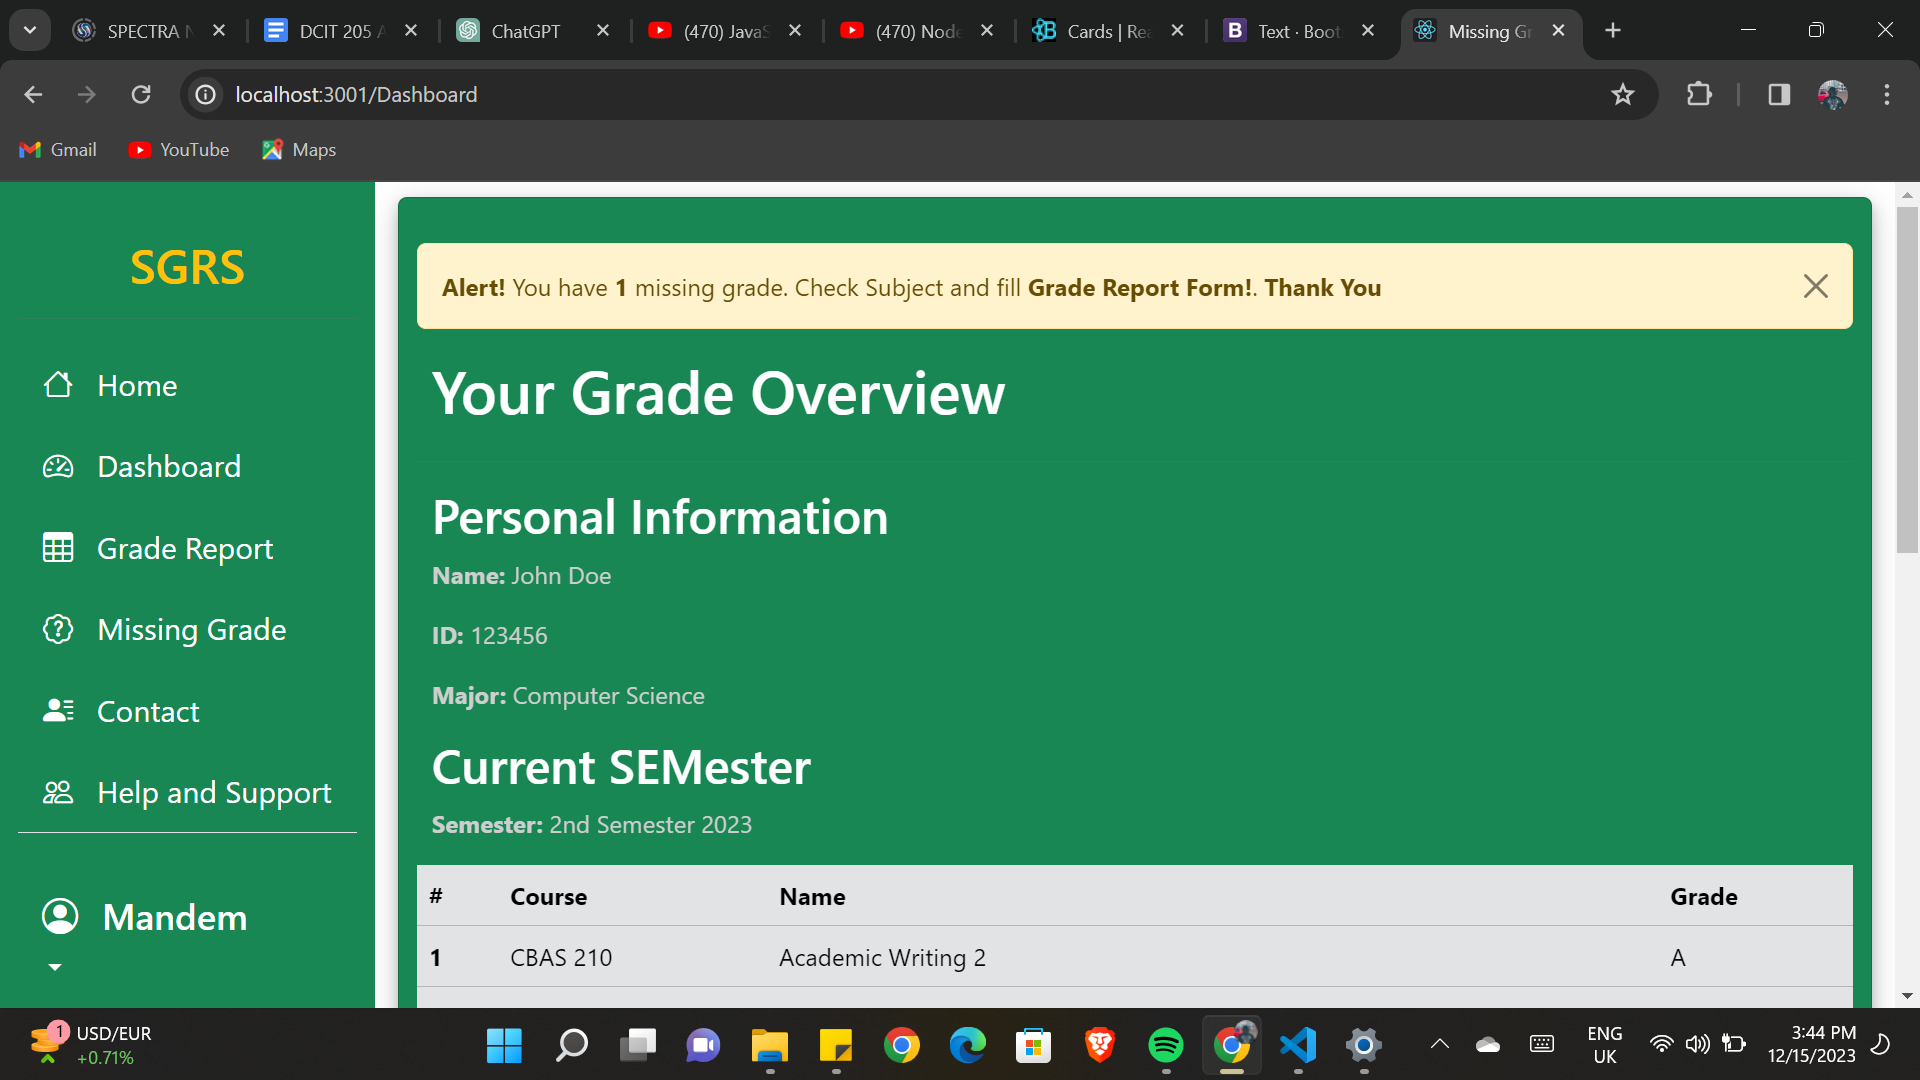 SPECTRA
DCIT 205
ChatGPT
(470) JavaS
(470) Node
Cards | Rea
Text · Boot
Missing Gr
localhost:3001/Dashboard
Gmail
YouTube
Maps
SGRS
Home
Dashboard
Grade Report
Missing Grade
Contact
Help and Support
Mandem
Alert! You have 1 missing grade. Check Subject and fill Grade Report Form!. Thank You
Your Grade Overview
Personal Information
Name: John Doe
ID: 123456
Major: Computer Science
Current SEMester
Semester: 2nd Semester 2023
# Course Name Grade
1 CBAS 210 Academic Writing 2 A
1
USD/EUR
+0.71%
ENG
UK
3:44 PM
12/15/2023